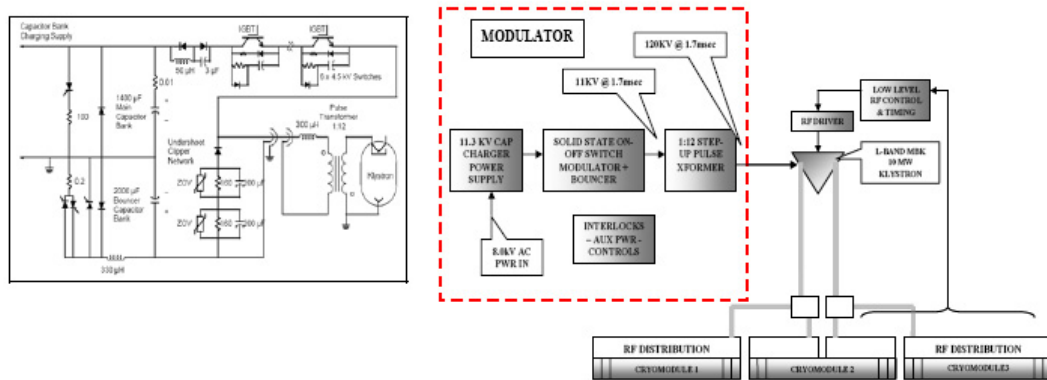 Capacitor Bank
Charging Supply
IGBT1
IGBT1
50 µH
3 µF
6 x 4.5 kV Switches
0.01
1400 µF
Main
Capacitor
Bank
100
Undershoot
Clipper
Network
300 µH
Pulse
Transformer
1:12
Klystron
0.2
2000 µF
Bouncer
Capacitor
Bank
ZOV
ZOV
330 µH
MODULATOR
120KV @ 1.7msec
11KV @ 1.7msec
11.3 KV CAP
CHARGER
POWER
SUPPLY
SOLID STATE ON-
OFF SWITCH
MODULATOR +
BOUNCER
1:12 STEP-
UP PULSE
XFORMER
INTERLOCKS
– AUX PWR -
CONTROLS
8.0kV AC
PWR IN
LOW LEVEL
RF CONTROL
& TIMING
RF DRIVER
L-BAND MBK
10 MW
KLYSTRON
RF DISTRIBUTION
RF DISTRIBUTION
CRYOMODULE 1
CRYOMODULE 2
CRYOMODULE3